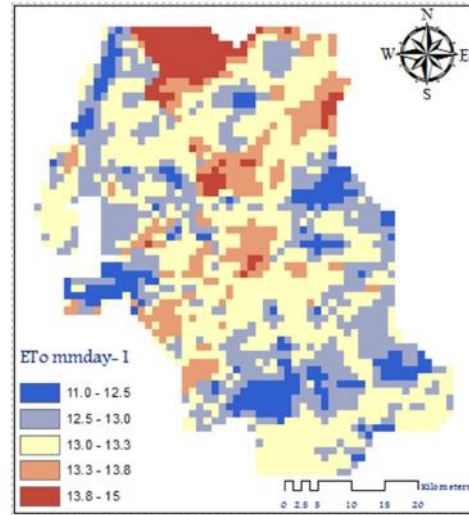 N
W E
S
ETo mmday-1
11.0 - 12.5
12.5 - 13.0
13.0 - 13.3
13.3 - 13.8
13.8 - 15
Kilometers
0 2.5 5 10 15 20